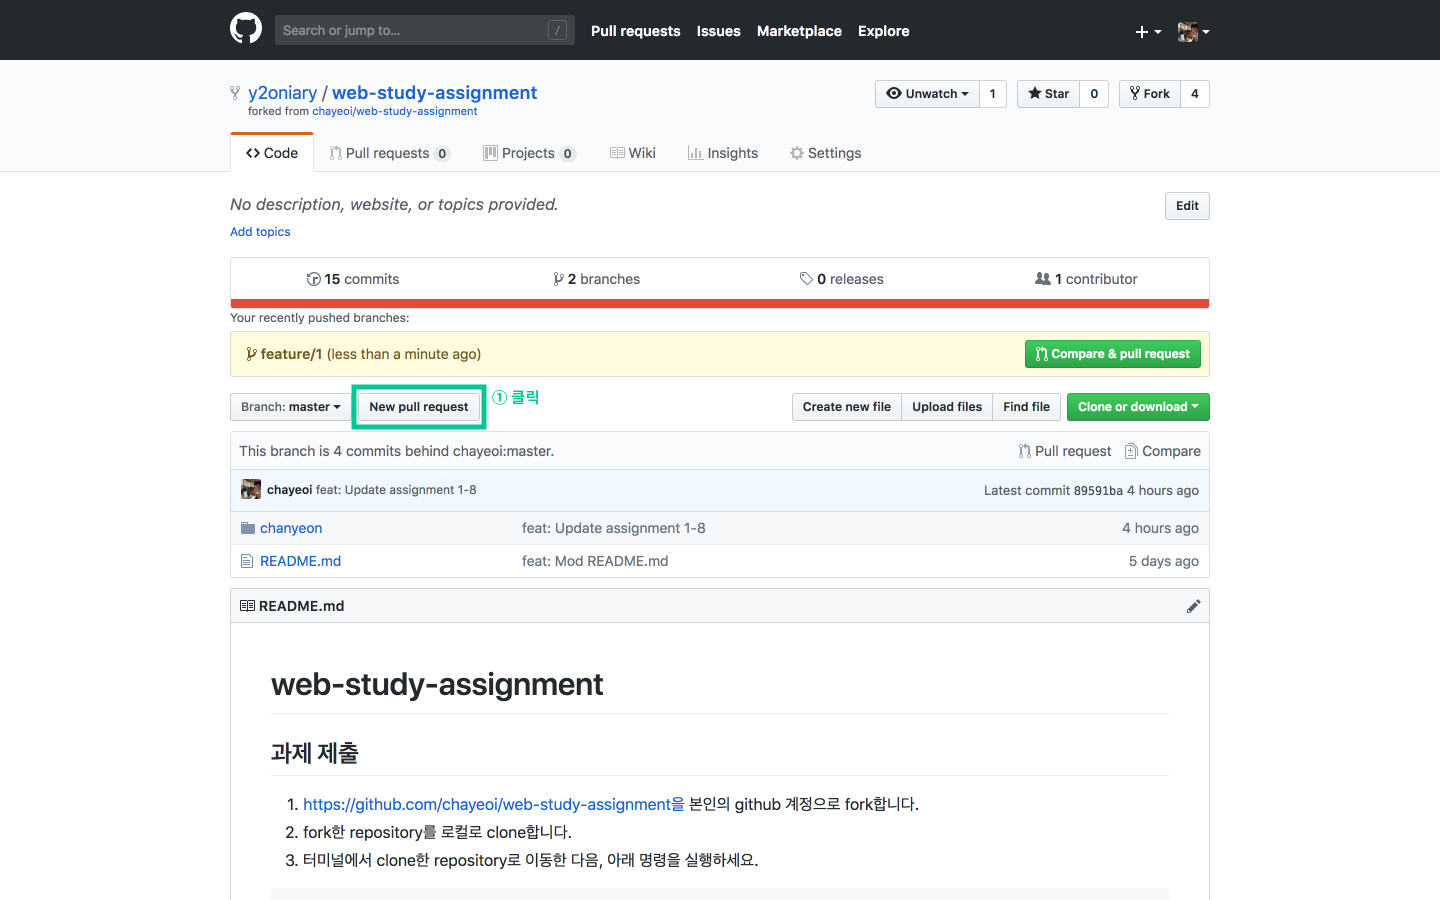 Search or jump to... /
Pull requests Issues Marketplace Explore
y2oniary / web-study-assignment
forked from chayeoi/web-study-assignment
Unwatch 1 Star 0 Fork 4
Code Pull requests 0 Projects 0 Wiki Insights Settings
No description, website, or topics provided.
Edit
Add topics
15 commits 2 branches 0 releases 1 contributor
Your recently pushed branches:
feature/1 (less than a minute ago) Compare & pull request
Branch: master New pull request ① 클릭 Create new file Upload files Find file Clone or download
This branch is 4 commits behind chayeoi:master. Pull request Compare
chayeoi feat: Update assignment 1-8 Latest commit 89591ba 4 hours ago
chanyeon feat: Update assignment 1-8 4 hours ago
README.md feat: Mod README.md 5 days ago
README.md
web-study-assignment
과제 제출
1. https://github.com/chayeoi/web-study-assignment을 본인의 github 계정으로 fork합니다.
2. fork한 repository를 로컬로 clone합니다.
3. 터미널에서 clone한 repository로 이동한 다음, 아래 명령을 실행하세요.